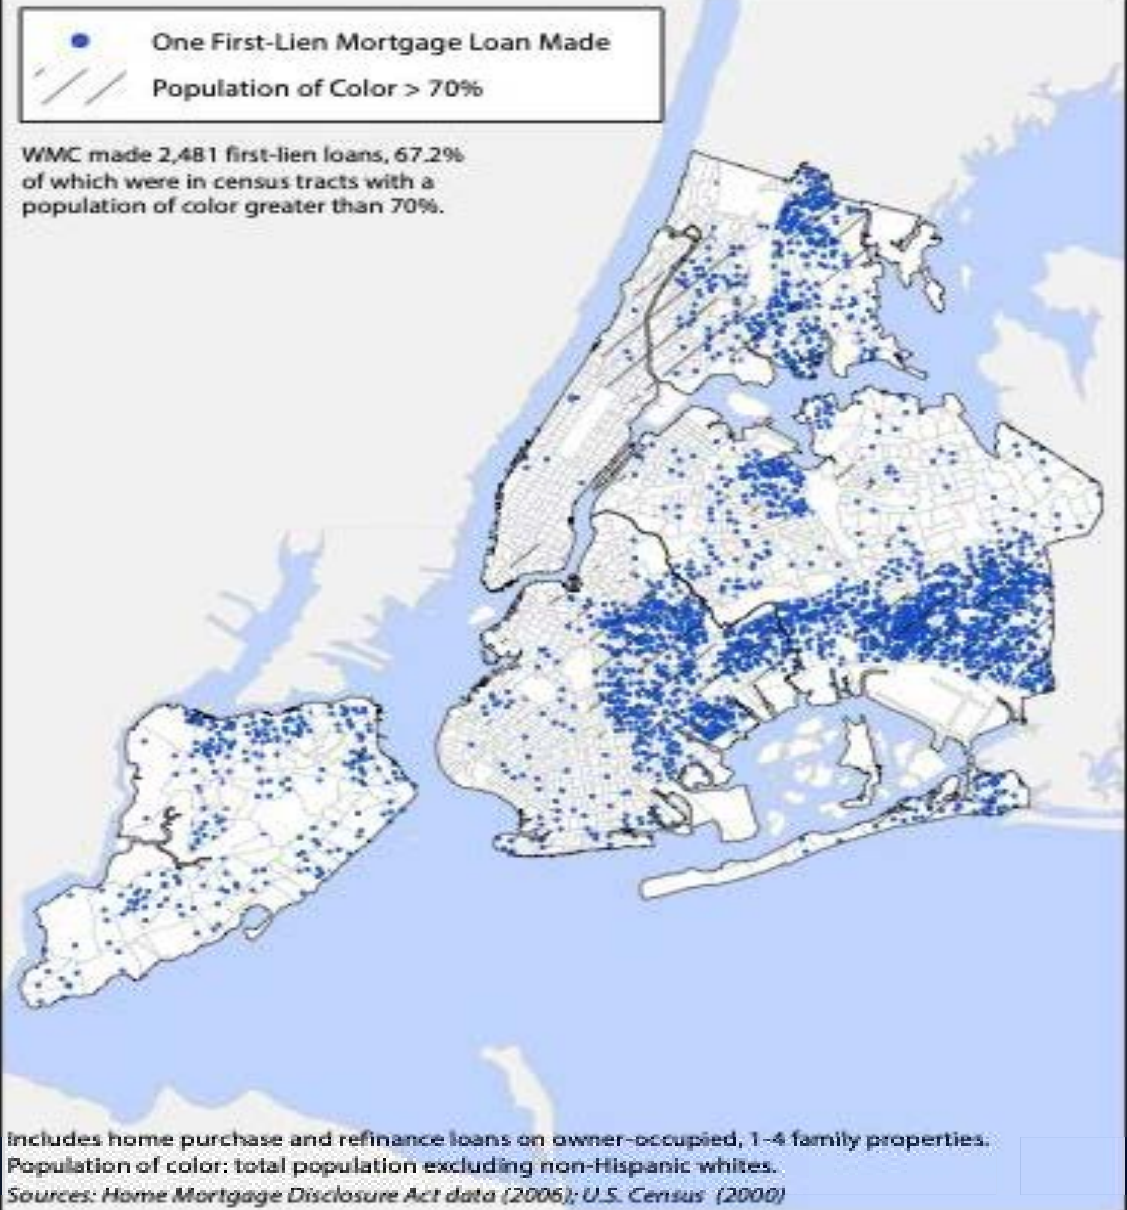 One First-Lien Mortgage Loan Made
Population of Color > 70%
WMC made 2,481 first-lien loans, 67.2%
of which were in census tracts with a
population of color greater than 70%.
Includes home purchase and refinance loans on owner-occupied, 1-4 family properties.
Population of color: total population excluding non-Hispanic whites.
Sources: Home Mortgage Disclosure Act data (2006); U.S. Census (2000)